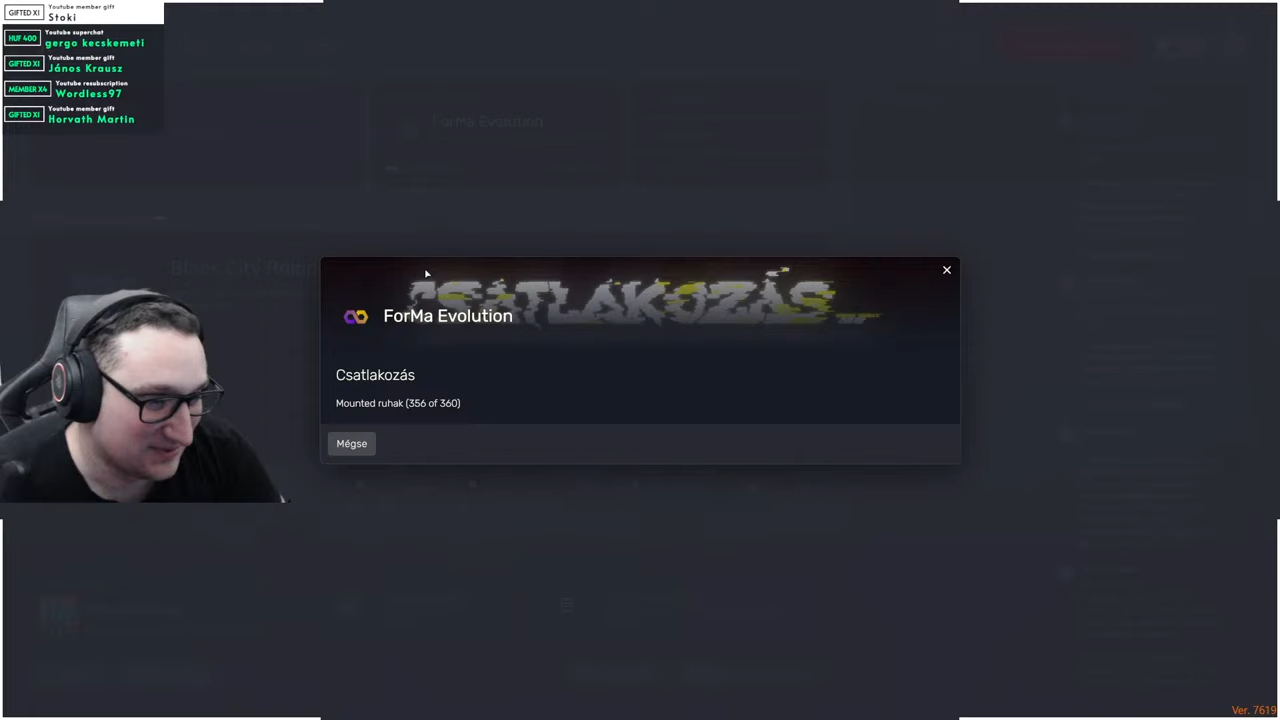 GIFTED X1 Youtube member gift
Stoki
HUF 400 Youtube superchat
gergo kecskemeti
GIFTED X1 Youtube member gift
János Krausz
MEMBER X4 Youtube resubscription
Wordless97
GIFTED X1 Youtube member gift
Horvath Martin
ForMa Evolution
CSATLAKOZÁS
ForMa Evolution
Csatlakozás
Mounted ruhak (356 of 360)
Mégse
Ver. 7619